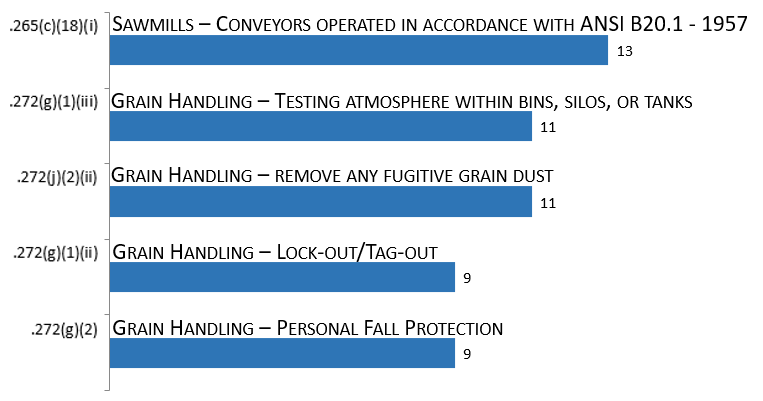 .265(c)(18)(i) Sawmills – Conveyors operated in accordance with ANSI B20.1 - 1957
13
.272(g)(1)(iii) Grain Handling – Testing atmosphere within bins, silos, or tanks
11
.272(j)(2)(ii) Grain Handling – remove any fugitive grain dust
11
.272(g)(1)(ii) Grain Handling – Lock-out/Tag-out
9
.272(g)(2) Grain Handling – Personal Fall Protection
9